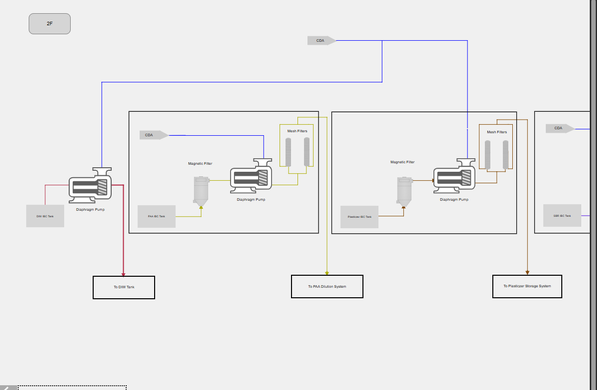 2F
CDA
CDA
Mesh Filters
Magnetic Filter
Diaphragm Pump
Mesh Filters
Magnetic Filter
Diaphragm Pump
CDA
Diaphragm Pump
To DIW Tank
To PAA Dilution System
To Plasticizer Storage System